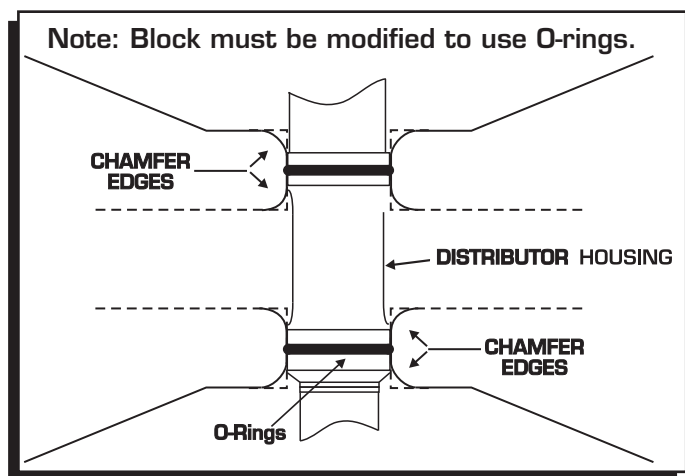 Note: Block must be modified to use O-rings.
CHAMFER
EDGES
DISTRIBUTOR HOUSING
CHAMFER
EDGES
O-Rings